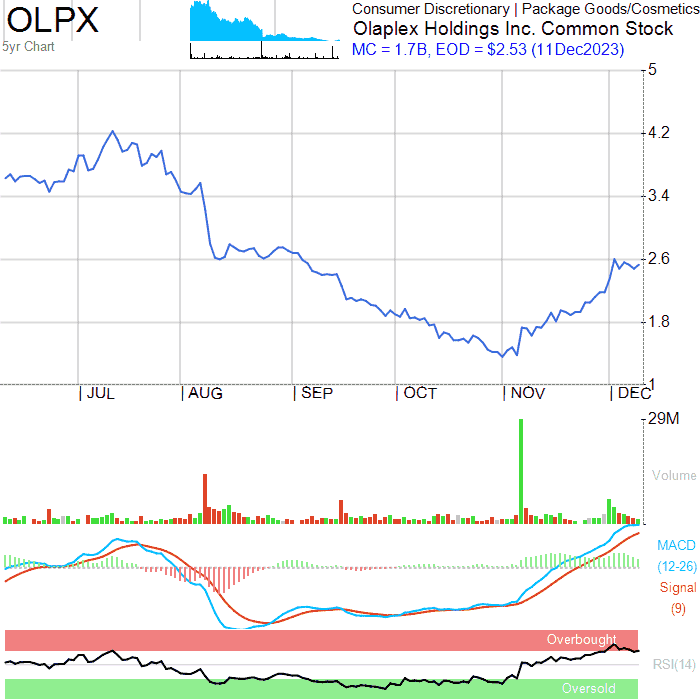 OLPX
5yr Chart
Consumer Discretionary | Package Goods/Cosmetics
Olaplex Holdings Inc. Common Stock
MC = 1.7B, EOD = $2.53 (11Dec2023)
5
4.2
3.4
2.6
1.8
1
JUL AUG SEP OCT NOV DEC
29M
Volume
MACD
(12-26)
Signal
(9)
Overbought
RSI(14)
Oversold